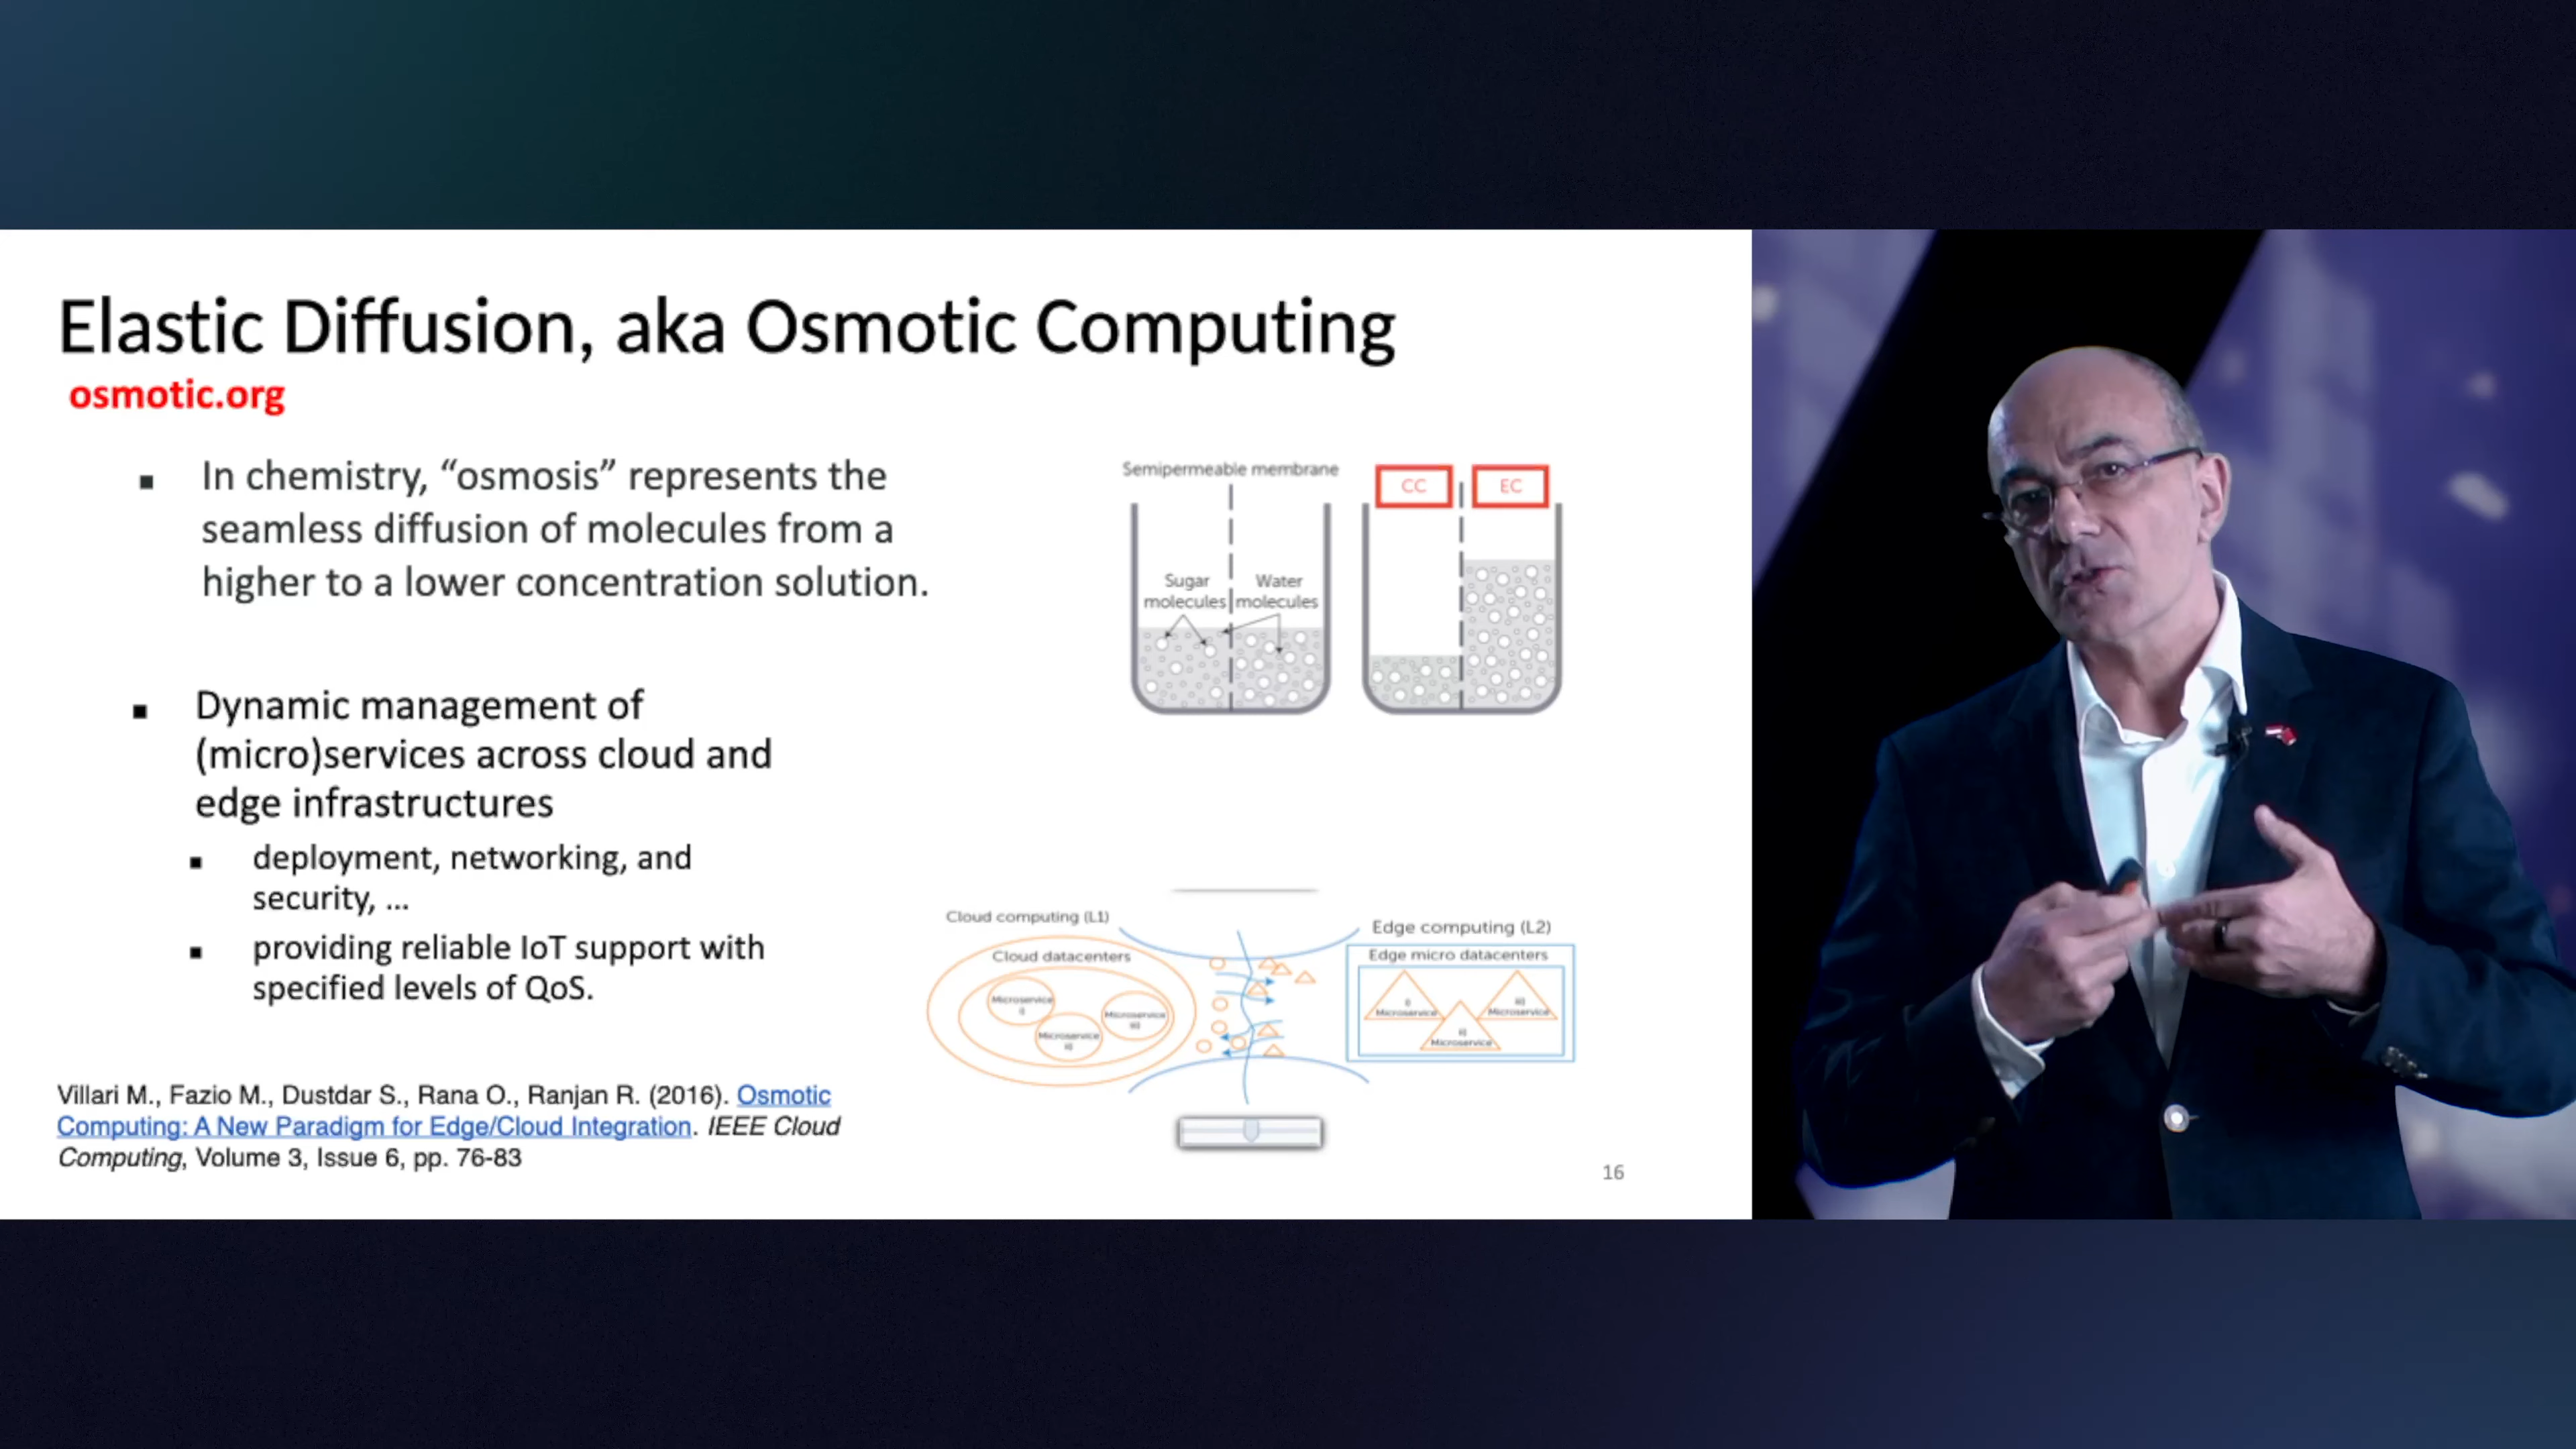 Elastic Diffusion, aka Osmotic Computing
osmotic.org
▪ In chemistry, “osmosis” represents the
seamless diffusion of molecules from a
higher to a lower concentration solution.
▪ Dynamic management of
(micro)services across cloud and
edge infrastructures
▪ deployment, networking, and
security, ...
▪ providing reliable IoT support with
specified levels of QoS.
Villari M., Fazio M., Dustdar S., Rana O., Ranjan R. (2016). Osmotic
Computing: A New Paradigm for Edge/Cloud Integration. IEEE Cloud
Computing, Volume 3, Issue 6, pp. 76-83
Semipermeable membrane
CC
EC
Sugar
molecules
Water
molecules
Cloud computing (L1)
Cloud datacenters
Microservice
Microservice
Microservice
Edge computing (L2)
Edge micro datacenters
Microservice
Microservice
Microservice
16